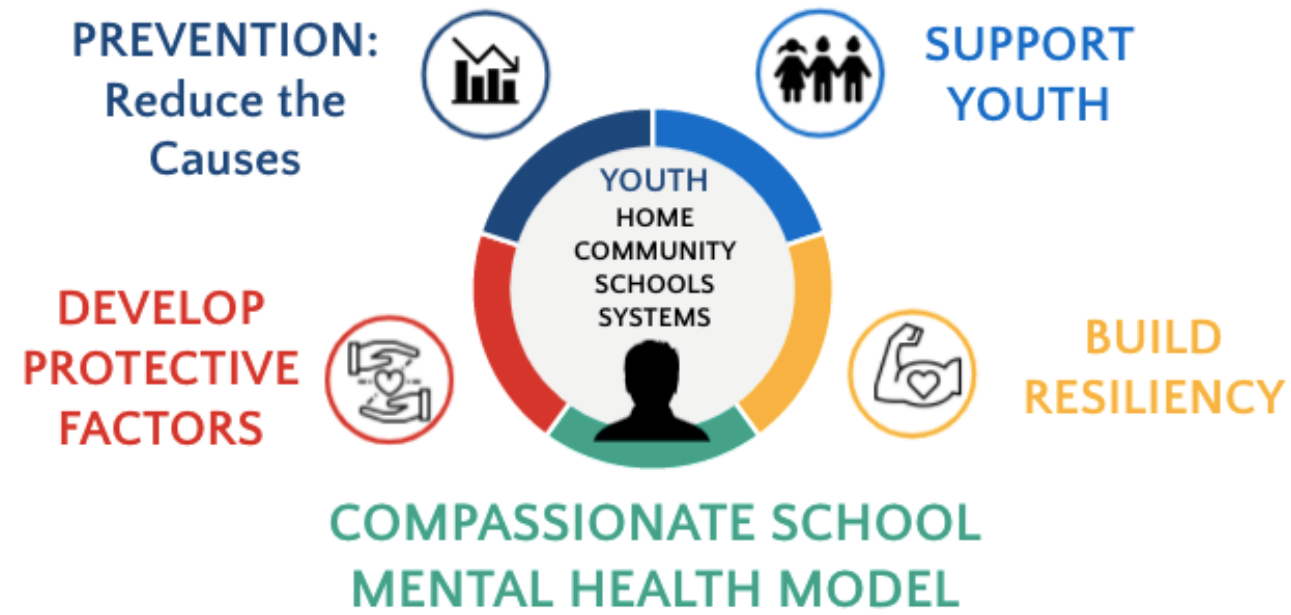 PREVENTION:
Reduce the
Causes
SUPPORT
YOUTH
YOUTH
HOME
COMMUNITY
SCHOOLS
SYSTEMS
DEVELOP
PROTECTIVE
FACTORS
BUILD
RESILIENCY
COMPASSIONATE SCHOOL
MENTAL HEALTH MODEL